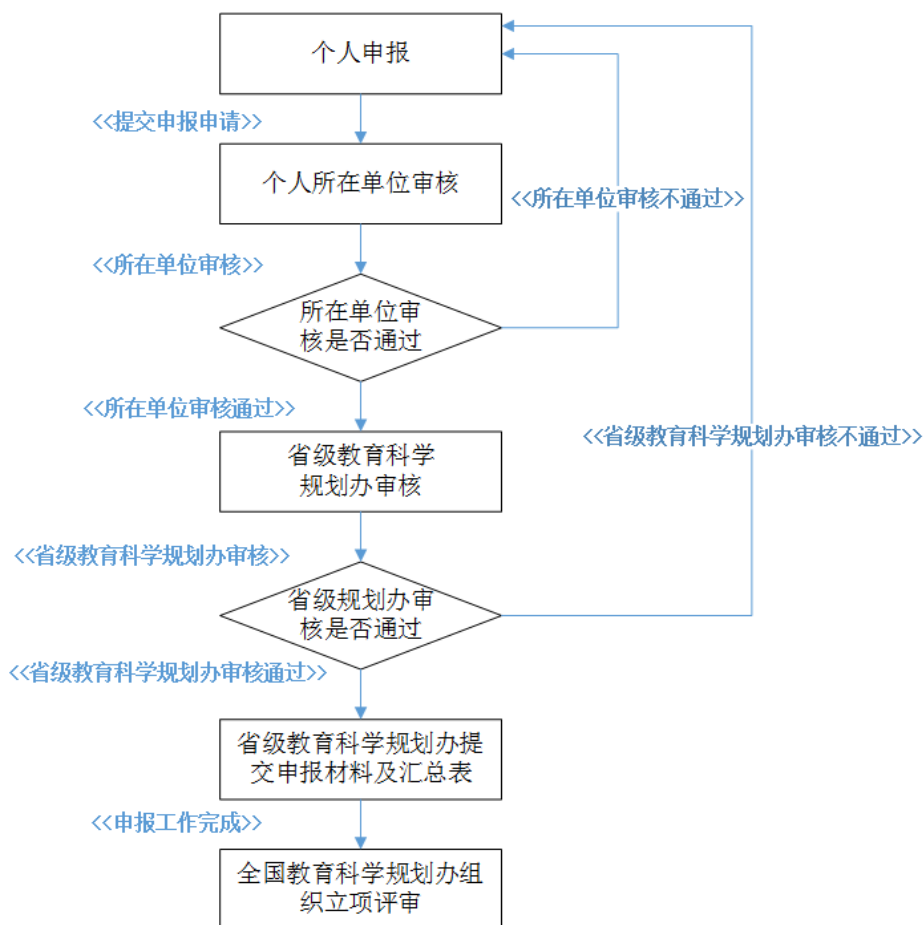 个人申报
<<提交申报申请>>
个人所在单位审核
<<所在单位审核不通过>>
<<所在单位审核>>
所在单位审
核是否通过
<<所在单位审核通过>>
<<省级教育科学规划办审核不通过>>
省级教育科学
规划办审核
<<省级教育科学规划办审核>>
省级规划办审
核是否通过
<<省级教育科学规划办审核通过>>
省级教育科学规划办提
交申报材料及汇总表
<<申报工作完成>>
全国教育科学规划办组
织立项评审